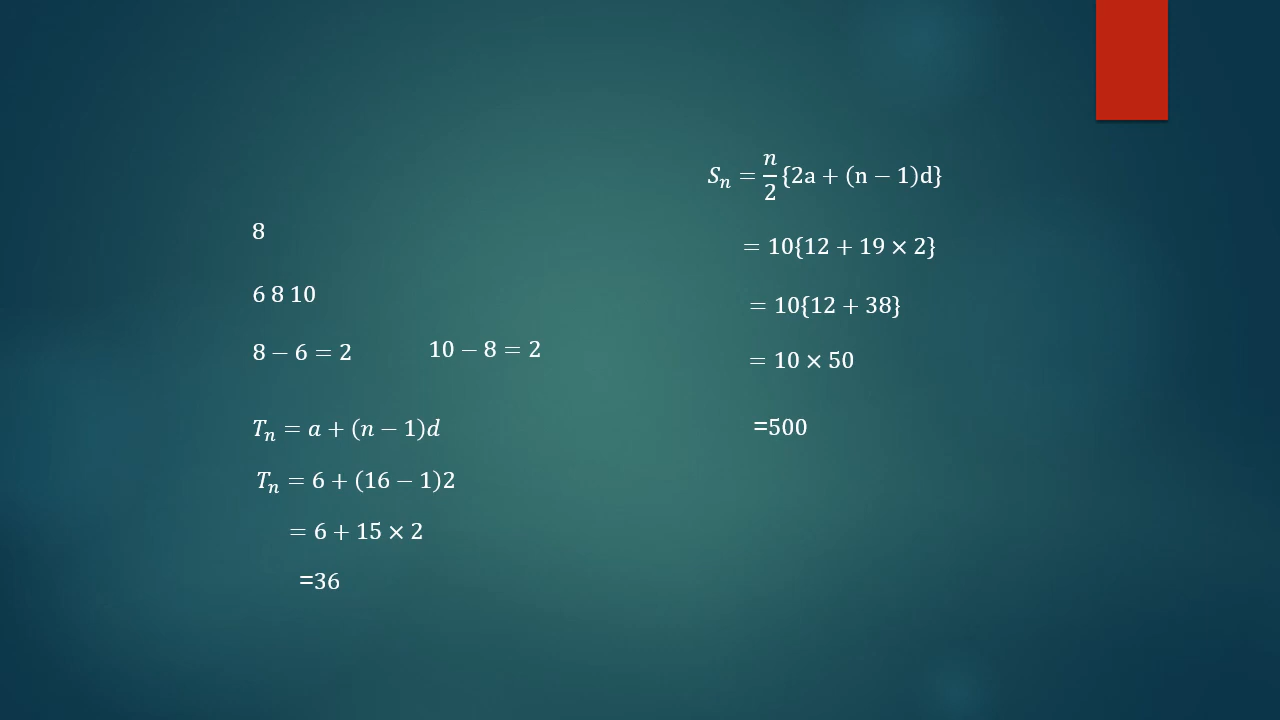 8
6 8 10
8 − 6 = 2
10 − 8 = 2
Tₙ = a + (n − 1)d
Tₙ = 6 + (16 − 1)2
= 6 + 15 × 2
=36
Sₙ = n/2 {2a + (n − 1)d}
= 10{12 + 19 × 2}
= 10{12 + 38}
= 10 × 50
=500